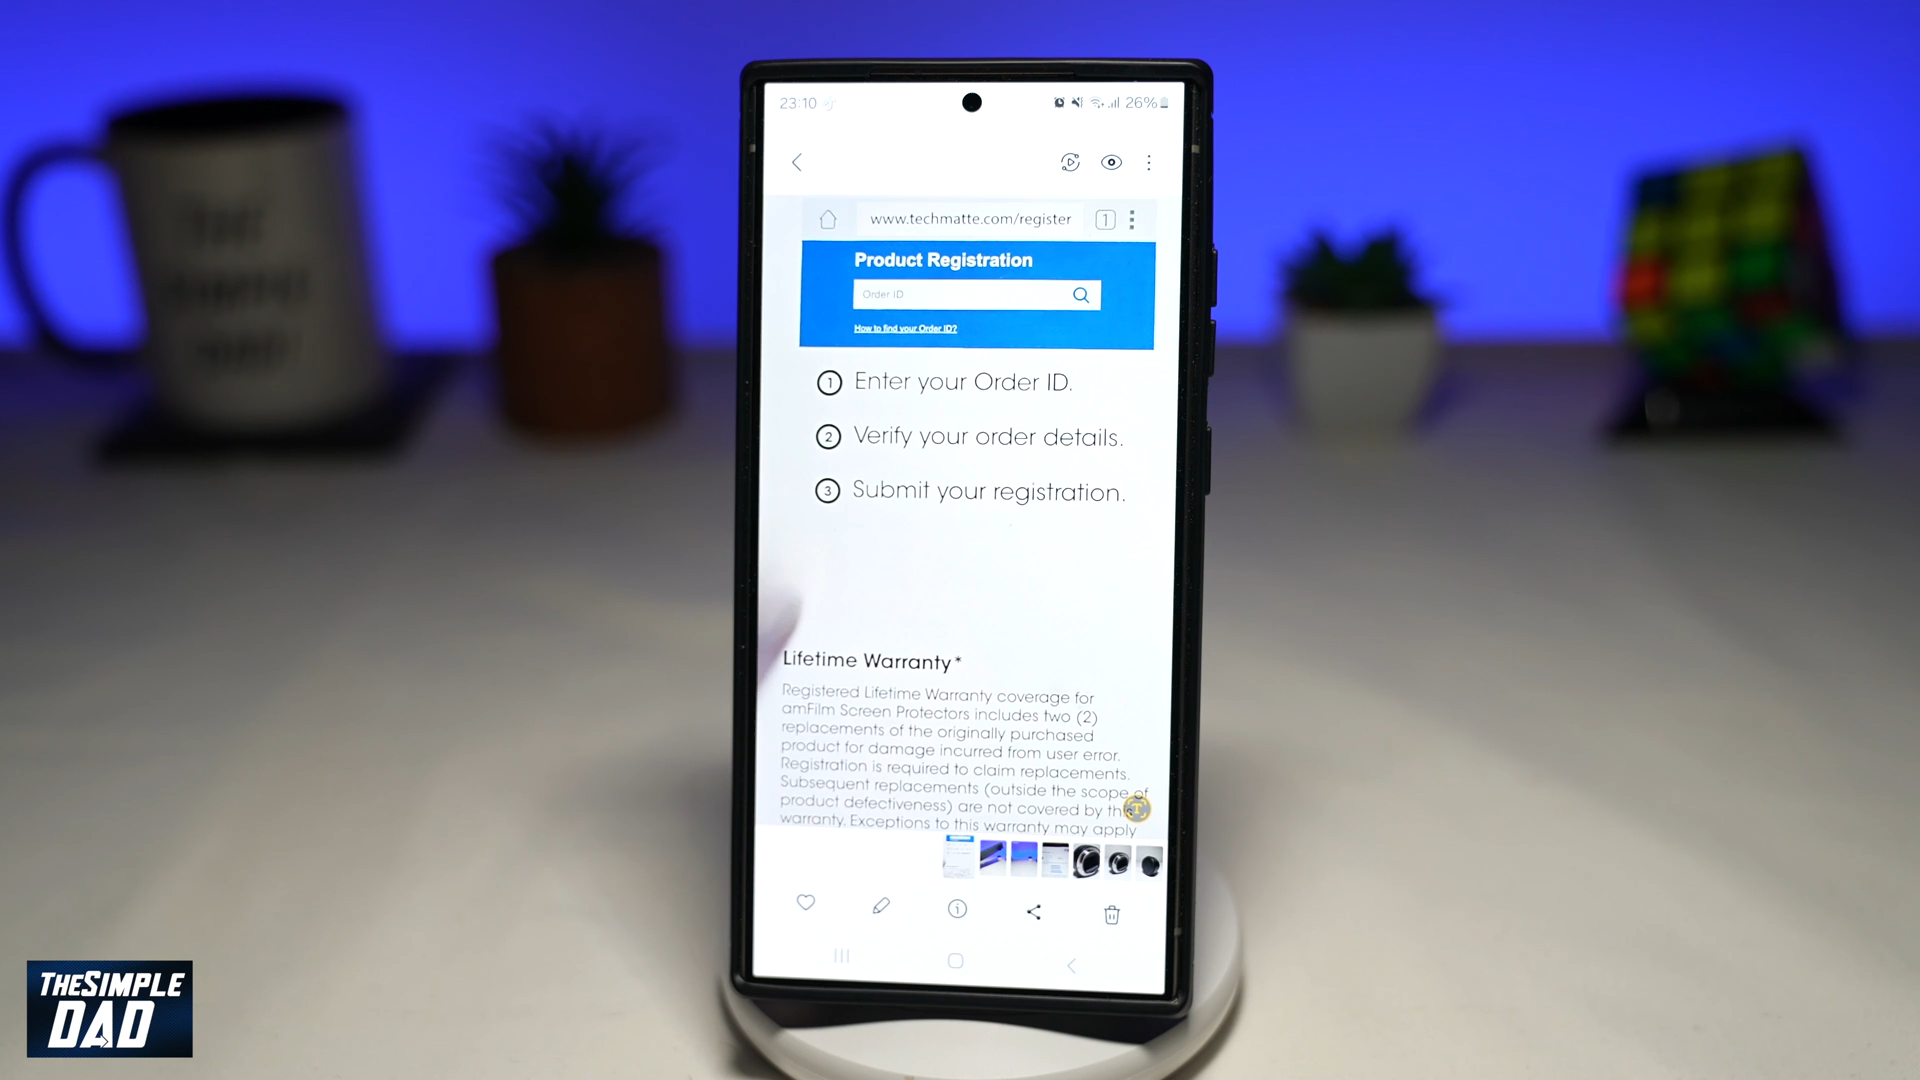 23:10
26%
www.techmatte.com/register
1
Product Registration
Order ID
How to find your Order ID?
1 Enter your Order ID.
2 Verify your order details.
3 Submit your registration.
Lifetime Warranty*
Registered Lifetime Warranty coverage for
amFilm Screen Protectors includes two (2)
replacements of the originally purchased
product for damage incurred from user error.
Registration is required to claim replacements.
Subsequent replacements (outside the scope of
product defectiveness) are not covered by this
warranty. Exceptions to this warranty may apply
T
THE SIMPLE
DAD